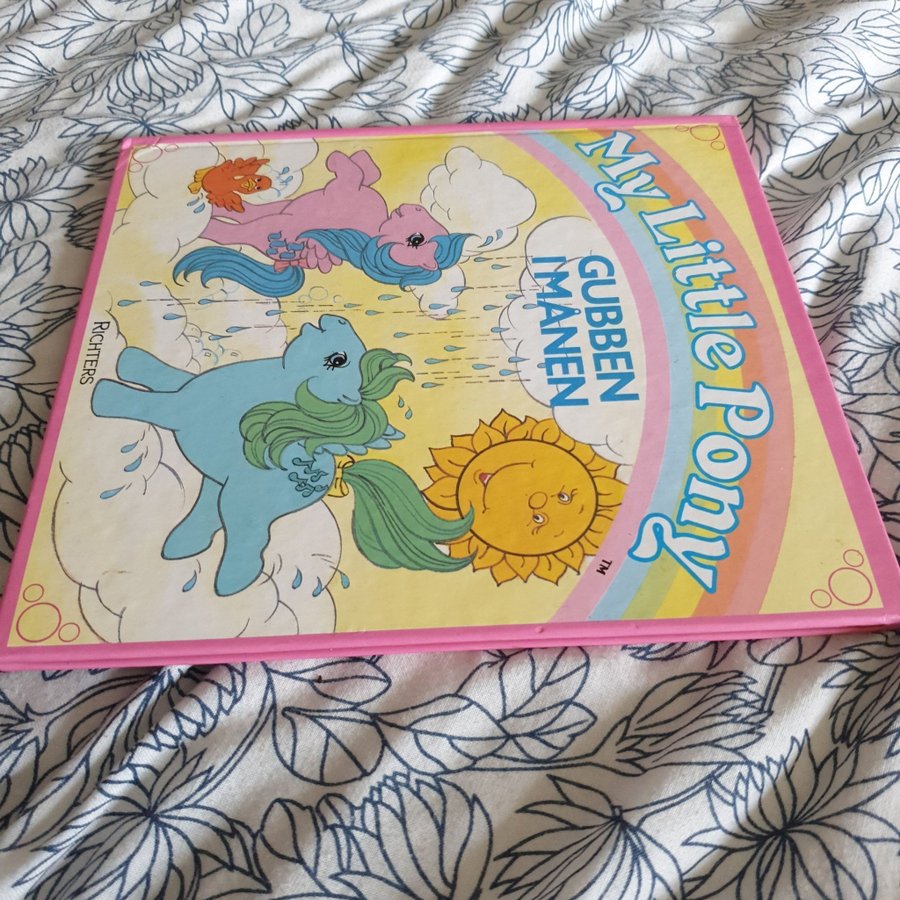 My Little Pony
TM
GUBBEN
I MÅNEN
RICHTERS